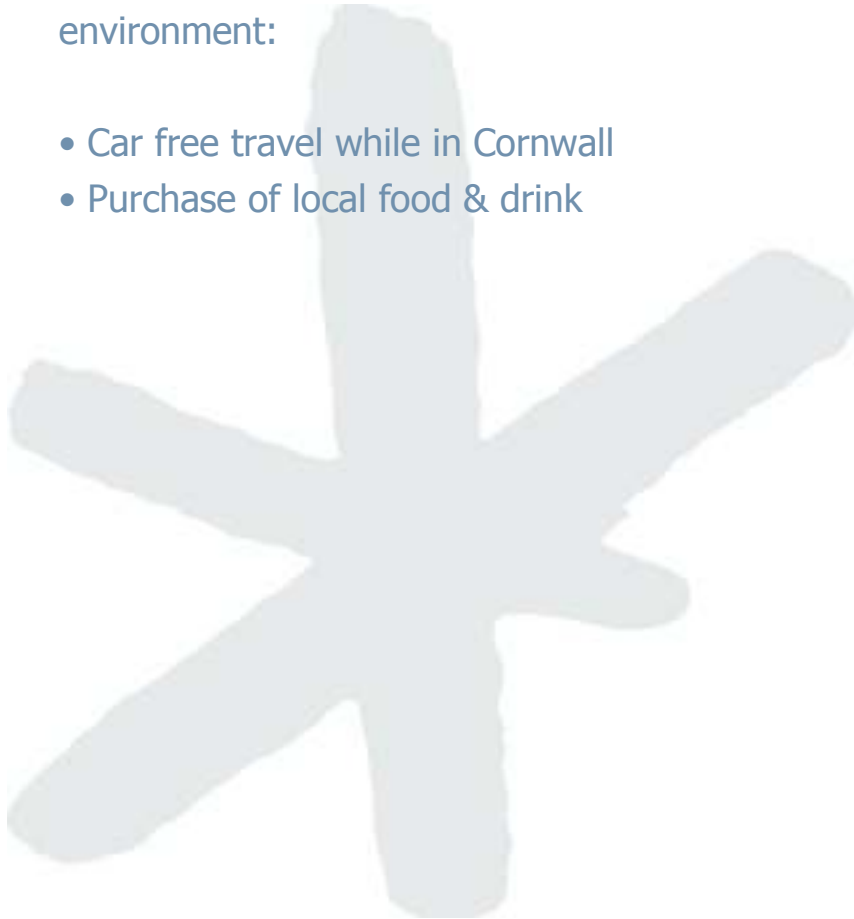 environment:
• Car free travel while in Cornwall
• Purchase of local food & drink